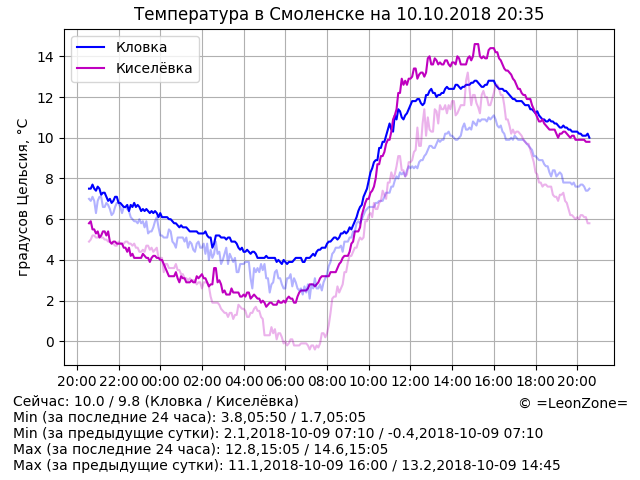 Температура в Смоленске на 10.10.2018 20:35
Кловка
Киселёвка
градусов Цельсия, °C
14
12
10
8
6
4
2
0
20:00 22:00 00:00 02:00 04:00 06:00 08:00 10:00 12:00 14:00 16:00 18:00 20:00
Сейчас: 10.0 / 9.8 (Кловка / Киселёвка)
© =LeonZone=
Min (за последние 24 часа): 3.8,05:50 / 1.7,05:05
Min (за предыдущие сутки): 2.1,2018-10-09 07:10 / -0.4,2018-10-09 07:10
Max (за последние 24 часа): 12.8,15:05 / 14.6,15:05
Max (за предыдущие сутки): 11.1,2018-10-09 16:00 / 13.2,2018-10-09 14:45